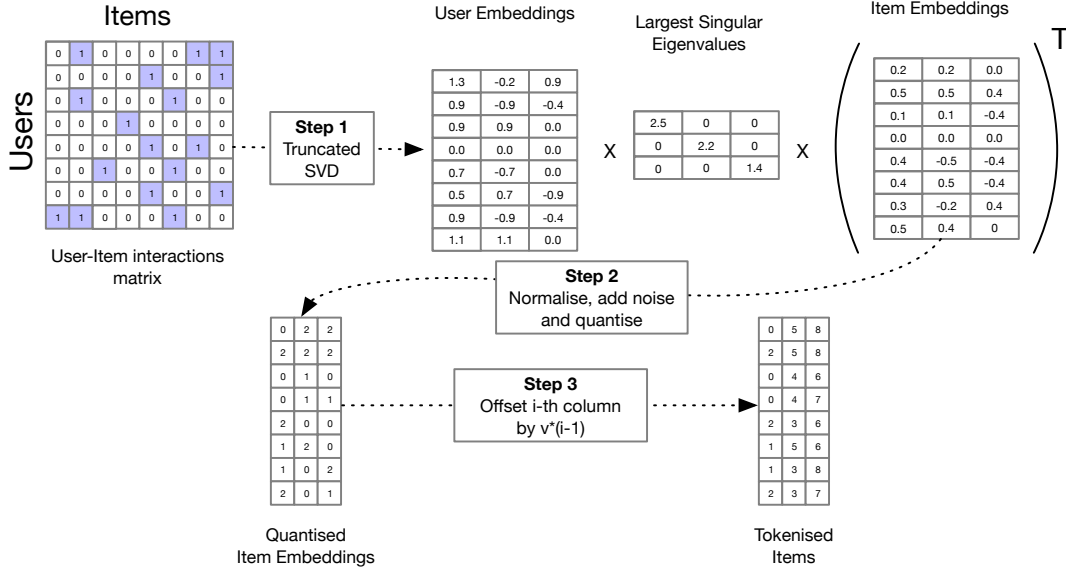 Items
Users
0 1 0 0 0 0 1 1
0 0 0 0 1 0 0 1
0 1 0 0 0 1 0 0
0 0 0 1 0 0 0 0
0 0 0 0 1 0 1 0
0 0 1 0 0 1 0 0
0 0 0 0 1 0 0 1
1 1 0 0 0 1 0 0
User-Item interactions
matrix
Step 1
Truncated
SVD
User Embeddings
1.3 -0.2 0.9
0.9 -0.9 -0.4
0.9 0.9 0.0
0.0 0.0 0.0
0.7 -0.7 0.0
0.5 0.7 -0.9
0.9 -0.9 -0.4
1.1 1.1 0.0
X
Largest Singular
Eigenvalues
2.5 0 0
0 2.2 0
0 0 1.4
X
Item Embeddings
T
0.2 0.2 0.0
0.5 0.5 0.4
0.1 0.1 -0.4
0.0 0.0 0.0
0.4 -0.5 -0.4
0.4 0.5 -0.4
0.3 -0.2 0.4
0.5 0.4 0
Step 2
Normalise, add noise
and quantise
0 2 2
2 2 2
0 1 0
0 1 1
2 0 0
1 2 0
1 0 2
2 0 1
Quantised
Item Embeddings
Step 3
Offset i-th column
by v*(i-1)
0 5 8
2 5 8
0 4 6
0 4 7
2 3 6
1 5 6
1 3 8
2 3 7
Tokenised
Items